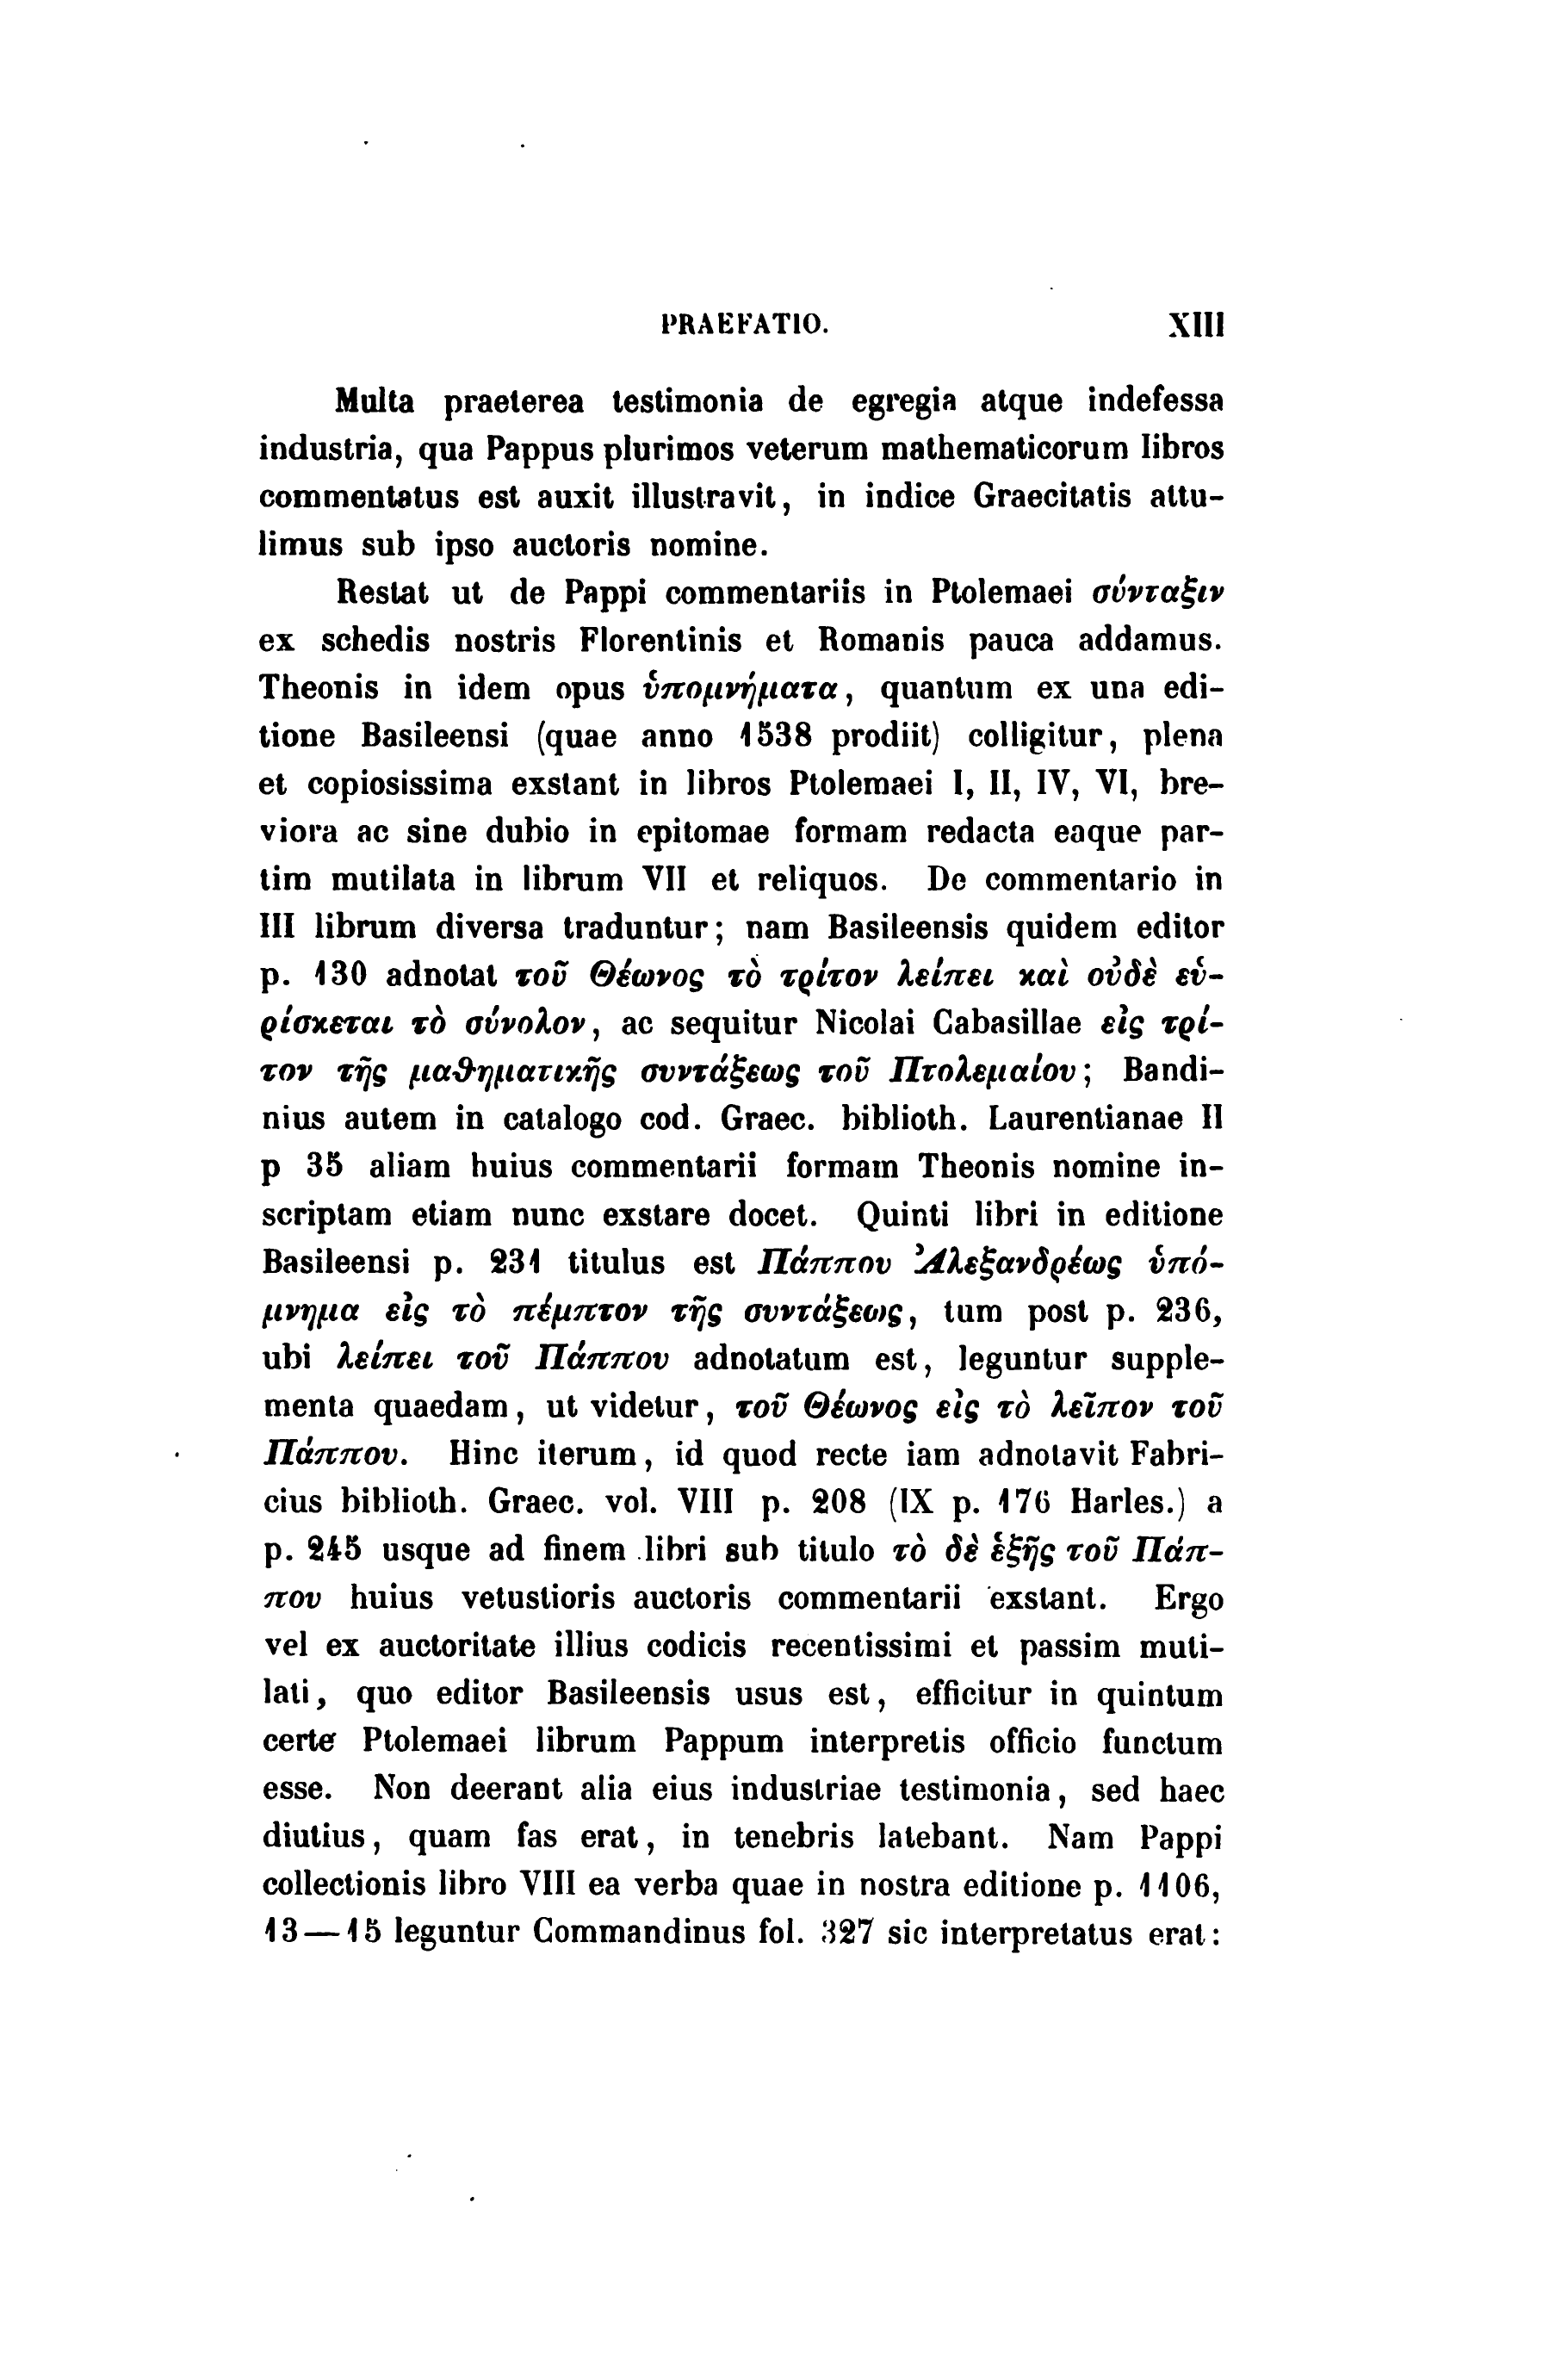 PRAEFATIO. XIII
Multa praeterea testimonia de egregia atque indefessa
industria, qua Pappus plurimos veterum mathematicorum libros
commentatus est auxit illustravit, in indice Graecitatis attu-
limus sub ipso auctoris nomine.
Restat ut de Pappi commentariis in Ptolemaei σύνταξιν
ex schedis nostris Florentinis et Romanis pauca addamus.
Theonis in idem opus ὑπομνήματα, quantum ex una edi-
tione Basileensi (quae anno 1538 prodiit) colligitur, plena
et copiosissima exstant in libros Ptolemaei I, II, IV, VI, bre-
viora ac sine dubio in epitomae formam redacta eaque par-
tim mutilata in librum VII et reliquos. De commentario in
III librum diversa traduntur; nam Basileensis quidem editor
p. 130 adnotat τοῦ Θέωνος τὸ τρίτον λείπει καὶ οὐδὲ εὑ-
ρίσκεται τὸ σύνολον, ac sequitur Nicolai Cabasillae εἰς τρί-
τον τῆς μαθηματικῆς συντάξεως τοῦ Πτολεμαίου; Bandi-
nius autem in catalogo cod. Graec. biblioth. Laurentianae II
p 35 aliam huius commentarii formam Theonis nomine in-
scriptam etiam nunc exstare docet. Quinti libri in editione
Basileensi p. 231 titulus est Πάππου Ἀλεξανδρέως ὑπό-
μνημα εἰς τὸ πέμπτον τῆς συντάξεως, tum post p. 236,
ubi λείπει τοῦ Πάππου adnotatum est, leguntur supple-
menta quaedam, ut videtur, τοῦ Θέωνος εἰς τὸ λεῖπον τοῦ
Πάππου. Hinc iterum, id quod recte iam adnotavit Fabri-
cius biblioth. Graec. vol. VIII p. 208 (IX p. 176 Harles.) a
p. 245 usque ad finem libri sub titulo τὸ δὲ ἑξῆς τοῦ Πάπ-
που huius vetustioris auctoris commentarii exstant. Ergo
vel ex auctoritate illius codicis recentissimi et passim muti-
lati, quo editor Basileensis usus est, efficitur in quintum
certe Ptolemaei librum Pappum interpretis officio functum
esse. Non deerant alia eius industriae testimonia, sed haec
diutius, quam fas erat, in tenebris latebant. Nam Pappi
collectionis libro VIII ea verba quae in nostra editione p. 1106,
13—15 leguntur Commandinus fol. 327 sic interpretatus erat: